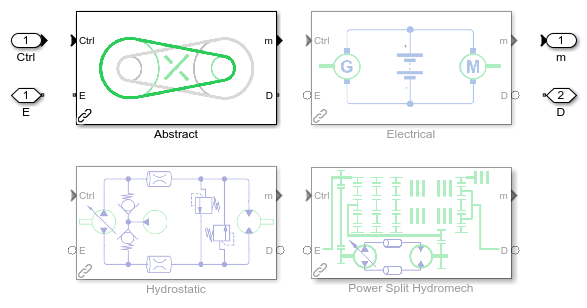 1
Ctrl
1
E
Ctrl
m
E
D
Abstract
Ctrl
m
G
M
E
D
Electrical
1
m
2
D
Ctrl
m
E
D
Hydrostatic
Ctrl
m
E
D
Power Split Hydromech